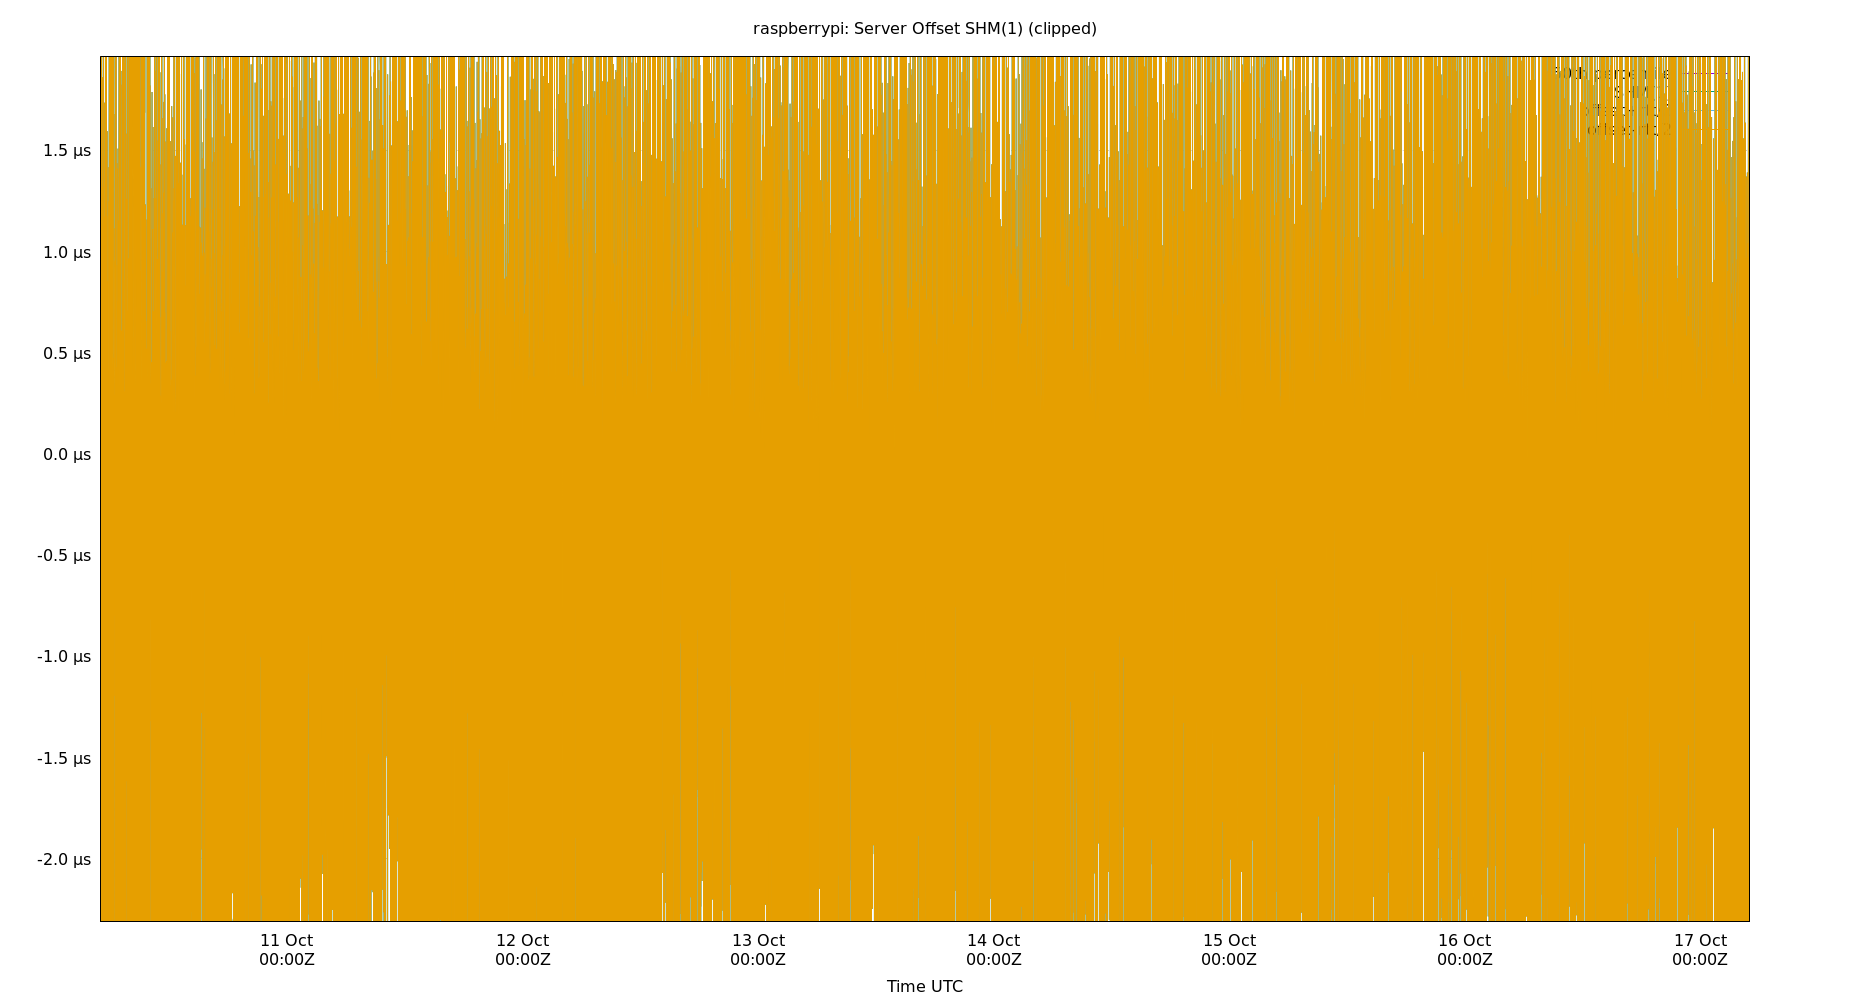 raspberrypi: Server Offset SHM(1) (clipped)
1.5 µs
1.0 µs
0.5 µs
0.0 µs
-0.5 µs
-1.0 µs
-1.5 µs
-2.0 µs
11 Oct 12 Oct 13 Oct 14 Oct 15 Oct 16 Oct 17 Oct
00:00Z 00:00Z 00:00Z 00:00Z 00:00Z 00:00Z 00:00Z
Time UTC